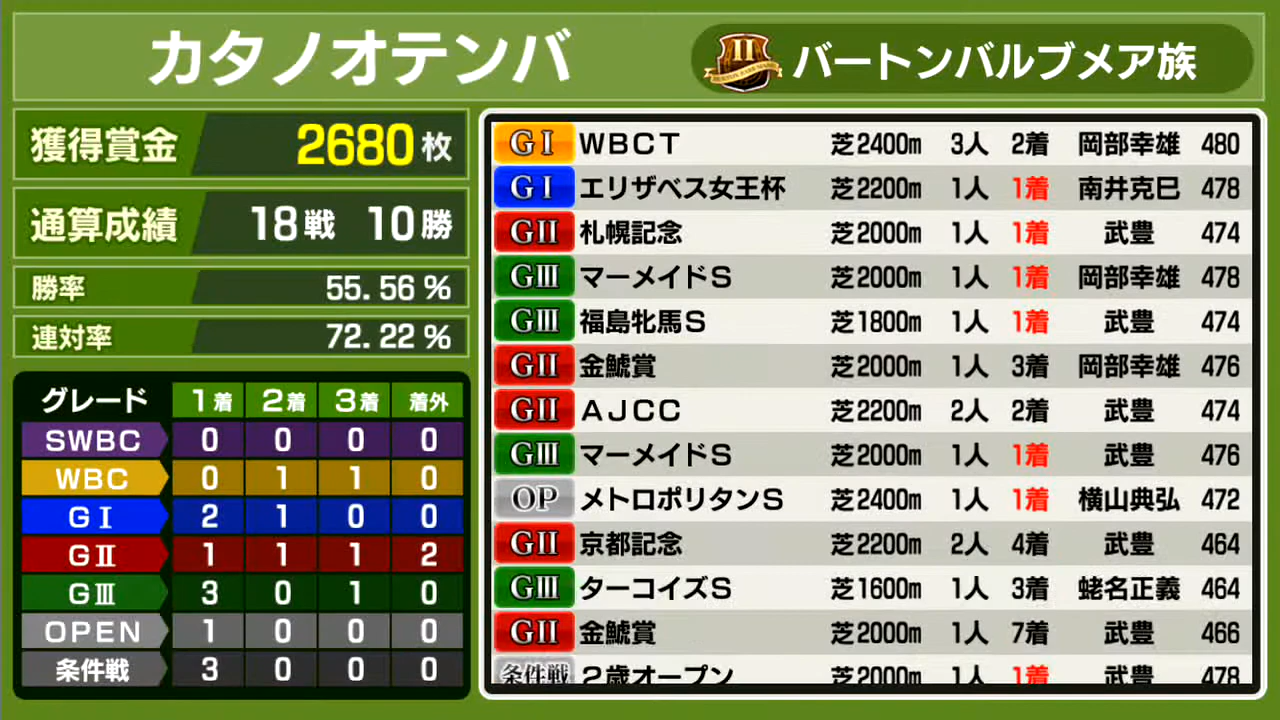 カタノオテンバ
II
バートンバルブメア族
獲得賞金 2680枚
通算成績 18戦 10勝
勝率 55.56%
連対率 72.22%
グレード 1着 2着 3着 着外
SWBC 0 0 0 0
WBC 0 1 1 0
GⅠ 2 1 0 0
GⅡ 1 1 1 2
GⅢ 3 0 1 0
OPEN 1 0 0 0
条件戦 3 0 0 0
GⅠ WBCT 芝2400m 3人 2着 岡部幸雄 480
GⅠ エリザベス女王杯 芝2200m 1人 1着 南井克巳 478
GⅡ 札幌記念 芝2000m 1人 1着 武豊 474
GⅢ マーメイドS 芝2000m 1人 1着 岡部幸雄 478
GⅢ 福島牝馬S 芝1800m 1人 1着 武豊 474
GⅡ 金鯱賞 芝2000m 1人 3着 岡部幸雄 476
GⅡ AJCC 芝2200m 2人 2着 武豊 474
GⅢ マーメイドS 芝2000m 1人 1着 武豊 476
OP メトロポリタンS 芝2400m 1人 1着 横山典弘 472
GⅡ 京都記念 芝2200m 2人 4着 武豊 464
GⅢ ターコイズS 芝1600m 1人 3着 蛯名正義 464
GⅡ 金鯱賞 芝2000m 1人 7着 武豊 466
条件戦 2歳オープン 芝2000m 1人 1着 武豊 478